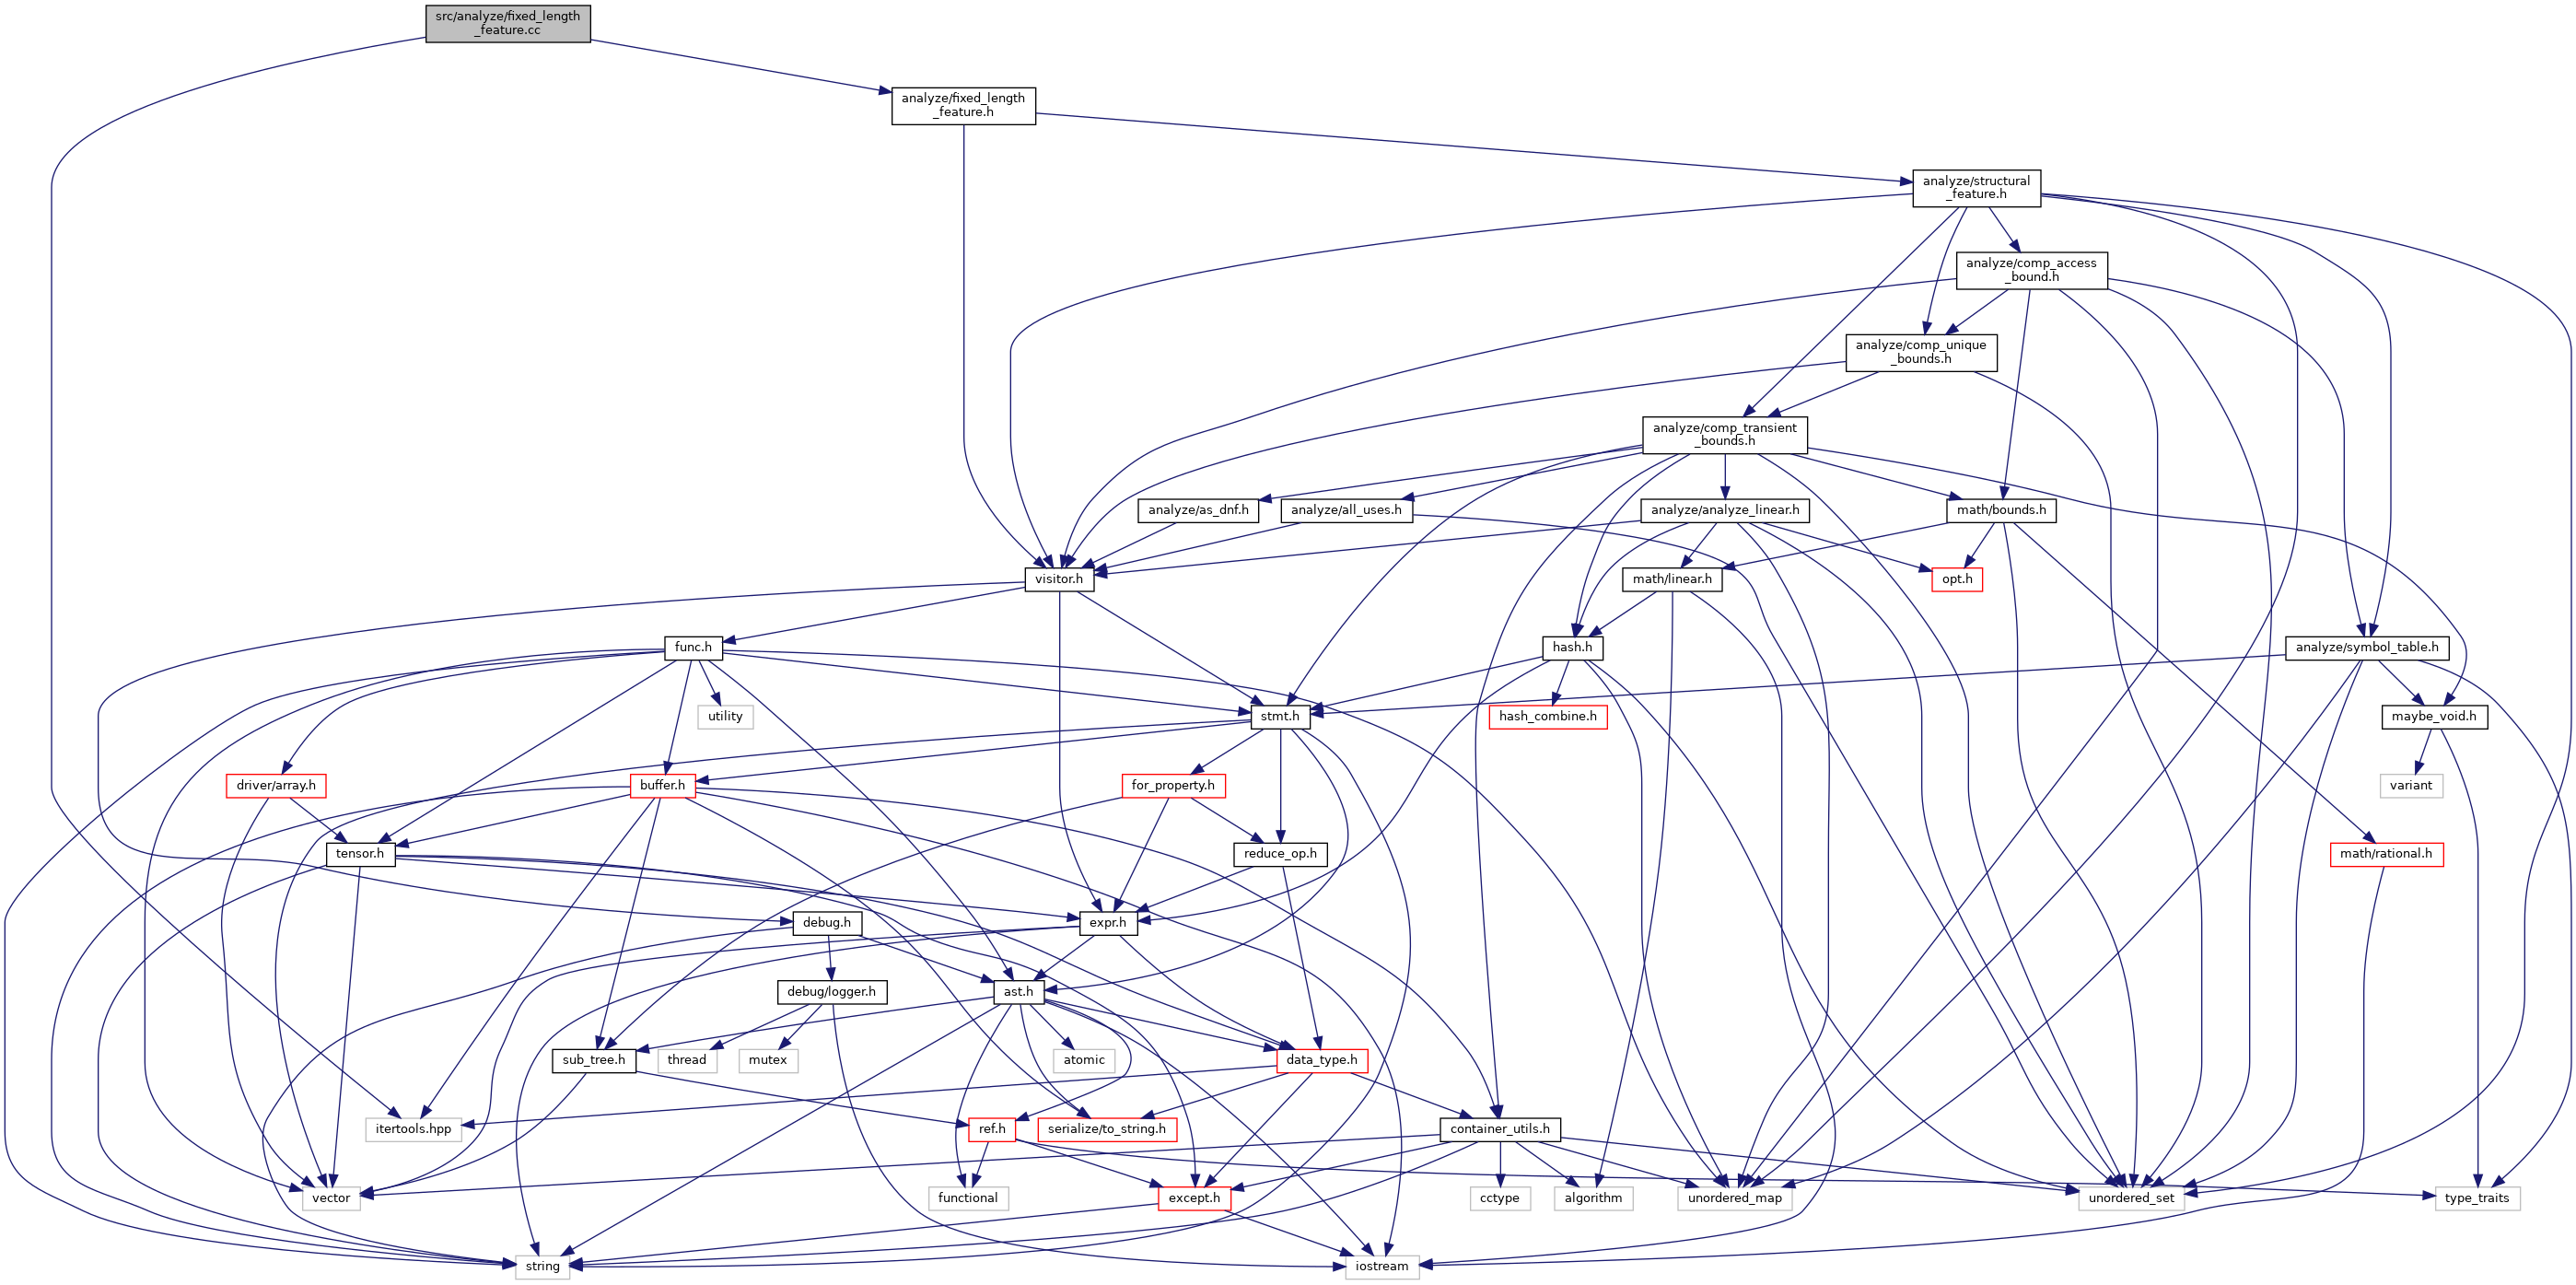 src/analyze/fixed_length
_feature.cc
analyze/fixed_length
_feature.h
analyze/structural
_feature.h
analyze/comp_access
_bound.h
analyze/comp_unique
_bounds.h
analyze/comp_transient
_bounds.h
analyze/as_dnf.h
analyze/all_uses.h
analyze/analyze_linear.h
math/bounds.h
visitor.h
math/linear.h
opt.h
func.h
hash.h
analyze/symbol_table.h
utility
stmt.h
hash_combine.h
maybe_void.h
driver/array.h
buffer.h
for_property.h
variant
tensor.h
reduce_op.h
math/rational.h
debug.h
expr.h
debug/logger.h
ast.h
sub_tree.h
thread
mutex
atomic
data_type.h
itertools.hpp
ref.h
serialize/to_string.h
container_utils.h
vector
functional
except.h
cctype
algorithm
unordered_map
unordered_set
type_traits
string
iostream